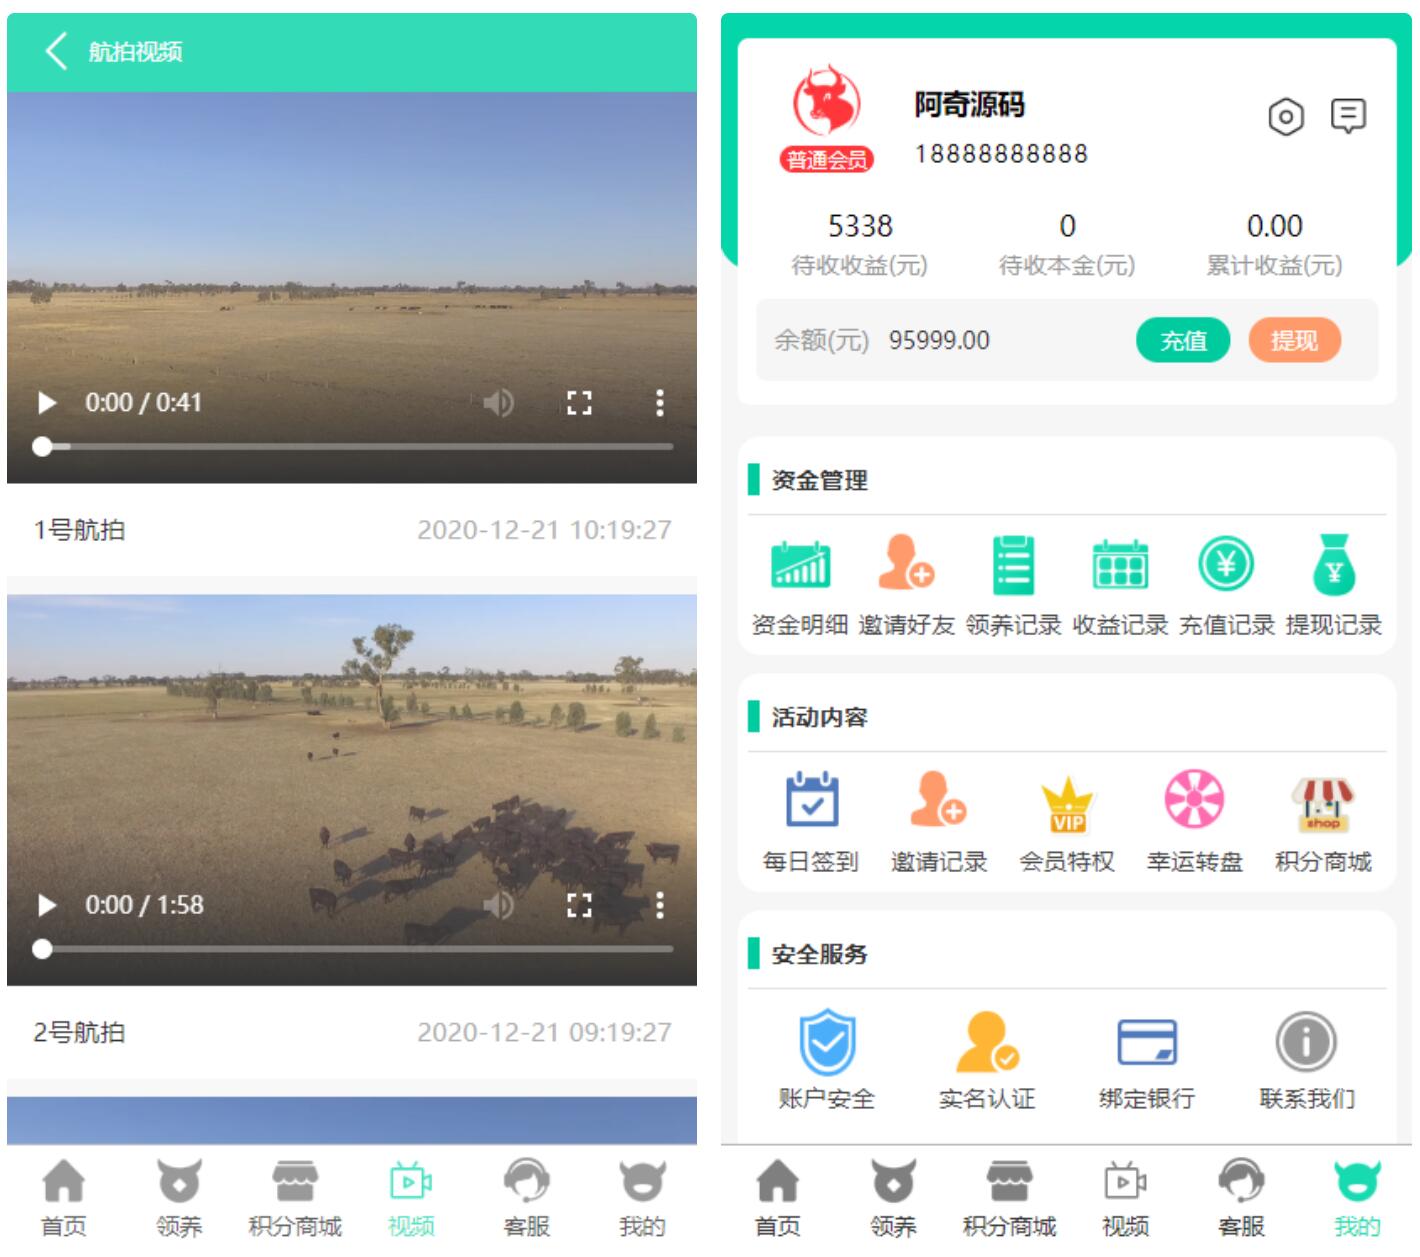 航拍视频
0:00 / 0:41
1号航拍
2020-12-21 10:19:27
0:00 / 1:58
2号航拍
2020-12-21 09:19:27
首页
领养
积分商城
视频
客服
我的
阿奇源码
普通会员
18888888888
5338
0
0.00
待收收益(元)
待收本金(元)
累计收益(元)
余额(元)
95999.00
充值
提现
资金管理
¥
¥
资金明细
邀请好友
领养记录
收益记录
充值记录
提现记录
活动内容
VIP
shop
每日签到
邀请记录
会员特权
幸运转盘
积分商城
安全服务
账户安全
实名认证
绑定银行
联系我们
首页
领养
积分商城
视频
客服
我的